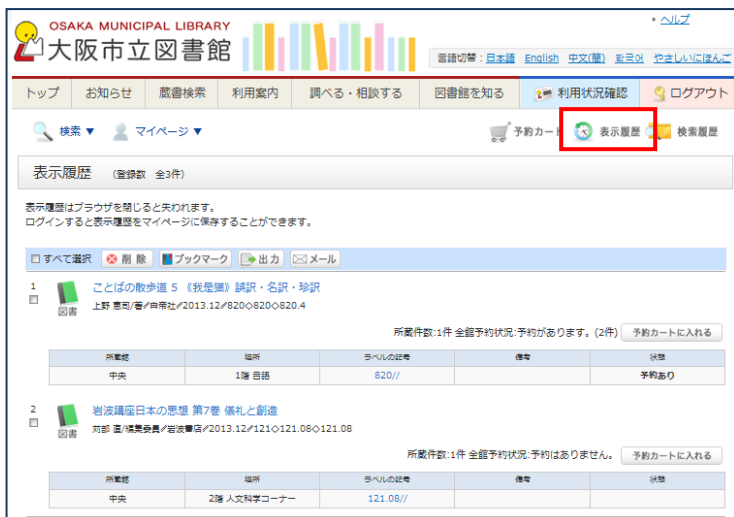 ヘルプ
OSAKA MUNICIPAL LIBRARY
大阪市立図書館
言語切替:日本語 English 中文(簡) 한국어 やさしいにほんご
トップ お知らせ 蔵書検索 利用案内 調べる・相談する 図書館を知る 利用状況確認 ログアウト
検索▼ マイページ▼ 予約カート 表示履歴 検索履歴
表示履歴 (登録数 全3件)
表示履歴はブラウザを閉じると失われます。
ログインすると表示履歴をマイページに保存することができます。
すべて選択 削除 ブックマーク 出力 メール
1 ことばの散歩道 5 《我是猫》誤訳・名訳・珍訳
図書 上野 恵司/著∥白帝社∥2013.12∥820◇820◇820.4
所蔵件数:1件 全館予約状況:予約があります。(2件) 予約カートに入れる
所蔵館 場所 ラベルの記号 備考 状態
中央 1階 言語 820// 予約あり
2 岩波講座日本の思想 第7巻 儀礼と創造
図書 苅部 直/編集委員∥岩波書店∥2013.12∥121◇121.08◇121.08
所蔵件数:1件 全館予約状況:予約はありません。 予約カートに入れる
所蔵館 場所 ラベルの記号 備考 状態
中央 2階 人文科学コーナー 121.08//